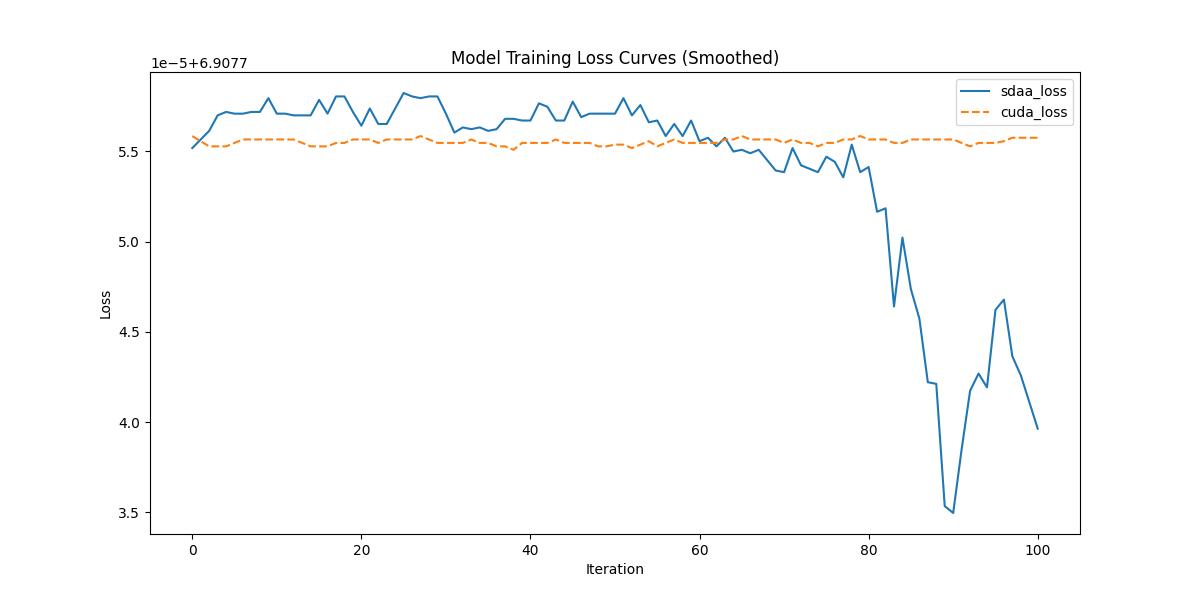 Model Training Loss Curves (Smoothed)
1e−5+6.9077
sdaa_loss
cuda_loss
5.5
5.0
4.5
4.0
3.5
Loss
0 20 40 60 80 100
Iteration